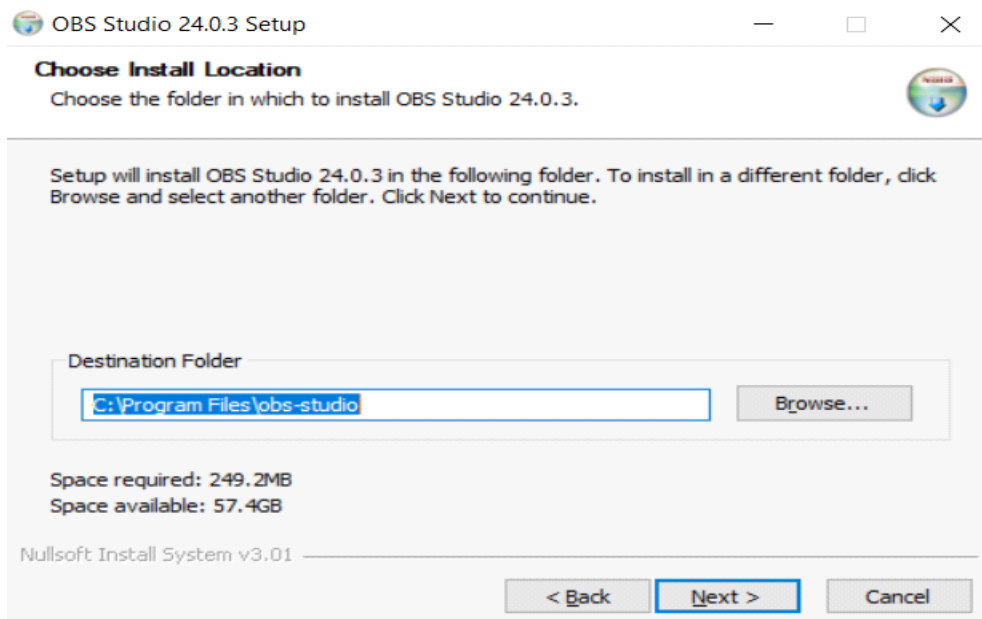 OBS Studio 24.0.3 Setup
Choose Install Location
Choose the folder in which to install OBS Studio 24.0.3.
Setup will install OBS Studio 24.0.3 in the following folder. To install in a different folder, click
Browse and select another folder. Click Next to continue.
Destination Folder
C:\Program Files\obs-studio
Browse...
Space required: 249.2MB
Space available: 57.4GB
Nullsoft Install System v3.01
< Back
Next >
Cancel